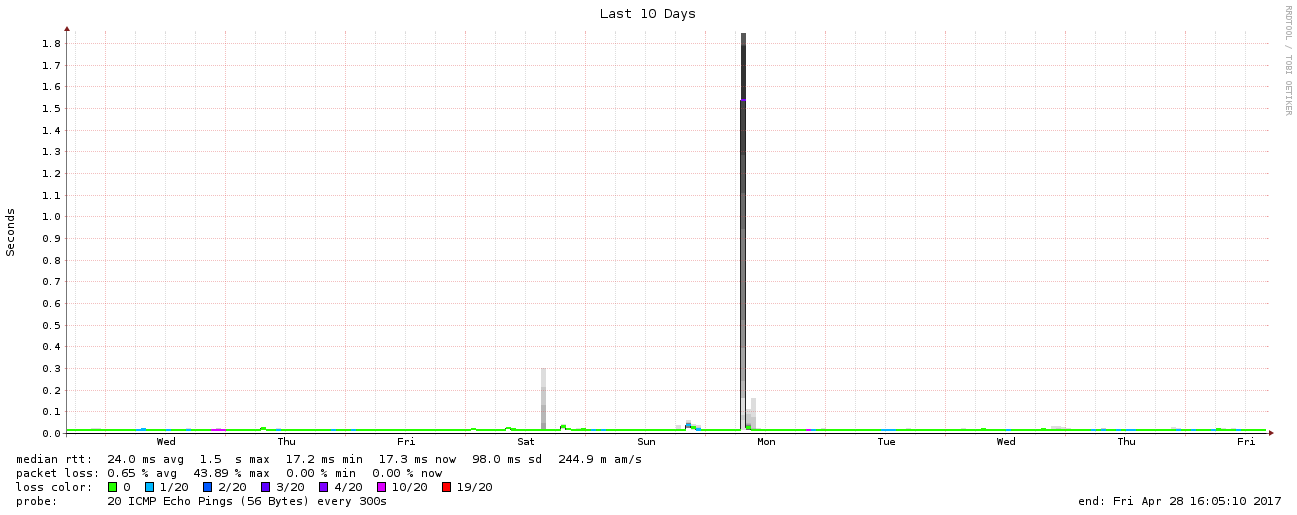 Last 10 Days
RRDTOOL / TOBI OETIKER
Seconds
1.8
1.7
1.6
1.5
1.4
1.3
1.2
1.1
1.0
0.9
0.8
0.7
0.6
0.5
0.4
0.3
0.2
0.1
0.0
Wed Thu Fri Sat Sun Mon Tue Wed Thu Fri
median rtt: 24.0 ms avg 1.5 s max 17.2 ms min 17.3 ms now 98.0 ms sd 244.9 m am/s
packet loss: 0.65 % avg 43.89 % max 0.00 % min 0.00 % now
loss color: 0 1/20 2/20 3/20 4/20 10/20 19/20
probe: 20 ICMP Echo Pings (56 Bytes) every 300s end: Fri Apr 28 16:05:10 2017